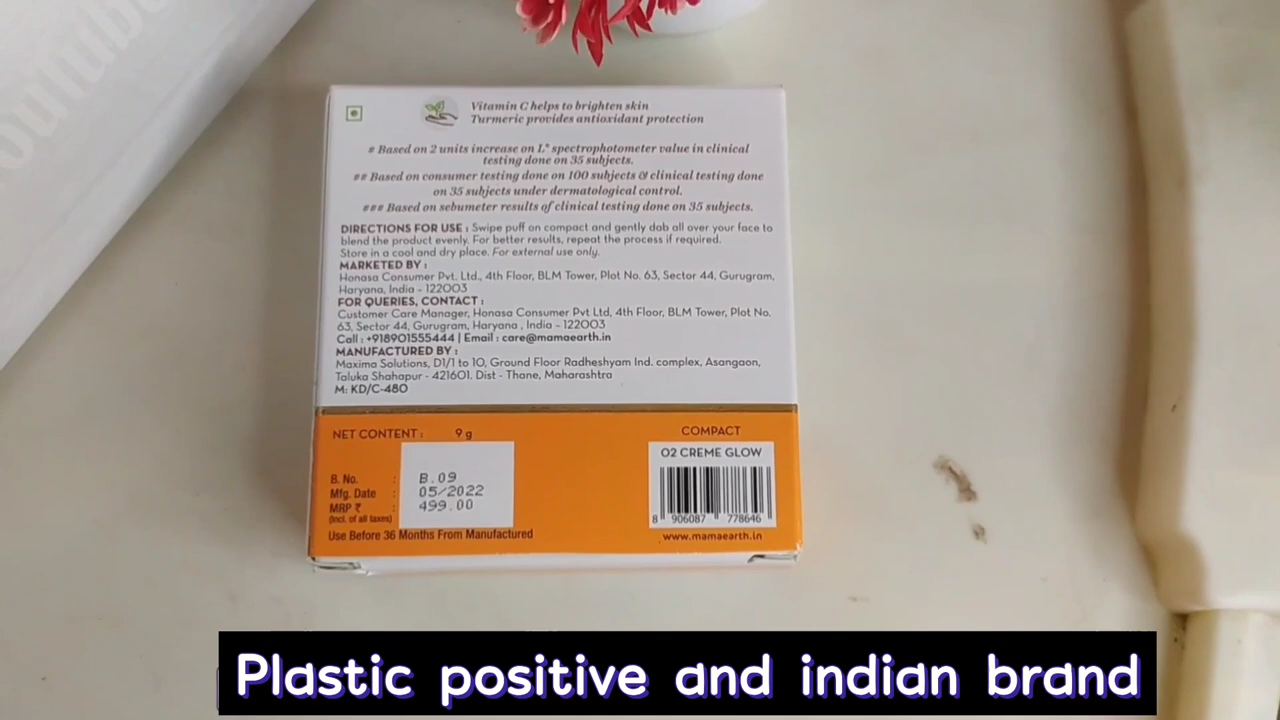 Vitamin C helps to brighten skin
Turmeric provides antioxidant protection
# Based on 2 units increase on L* spectrophotometer value in clinical
testing done on 35 subjects.
## Based on consumer testing done on 100 subjects & clinical testing done
on 35 subjects under dermatological control.
### Based on sebumeter results of clinical testing done on 35 subjects.
DIRECTIONS FOR USE : Swipe puff on compact and gently dab all over your face to
blend the product evenly. For better results, repeat the process if required.
Store in a cool and dry place. For external use only.
MARKETED BY :
Honasa Consumer Pvt. Ltd., 4th Floor, BLM Tower, Plot No. 63, Sector 44, Gurugram,
Haryana, India - 122003
FOR QUERIES, CONTACT :
Customer Care Manager, Honasa Consumer Pvt Ltd, 4th Floor, BLM Tower, Plot No.
63, Sector 44, Gurugram, Haryana , India - 122003
Call : +918901555444 | Email : care@mamaearth.in
MANUFACTURED BY :
Maxima Solutions, D1/1 to 10, Ground Floor Radheshyam Ind. complex, Asangaon,
Taluka Shahapur - 421601. Dist - Thane, Maharashtra
M: KD/C-480
NET CONTENT : 9 g
B. No. : B.09
Mfg. Date : 05/2022
MRP ₹ : 499.00
(Incl. of all taxes)
Use Before 36 Months From Manufactured
COMPACT
02 CREME GLOW
8 906087 778646
www.mamaearth.in
Plastic positive and indian brand